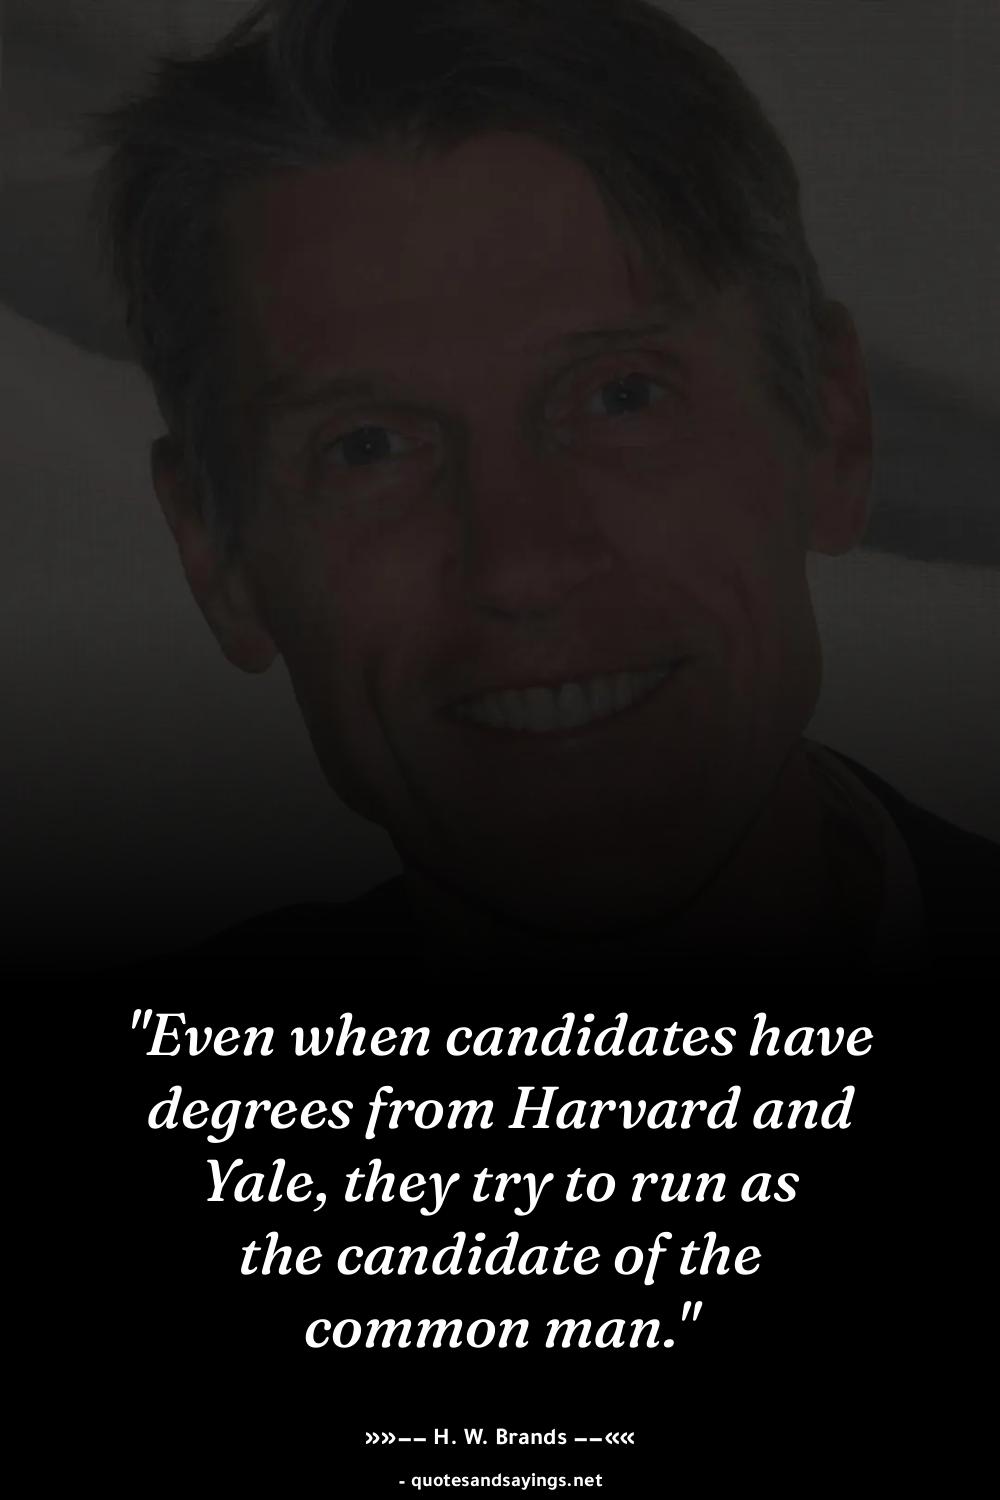 "Even when candidates have
degrees from Harvard and
Yale, they try to run as
the candidate of the
common man."
»»−− H. W. Brands −−««
- quotesandsayings.net